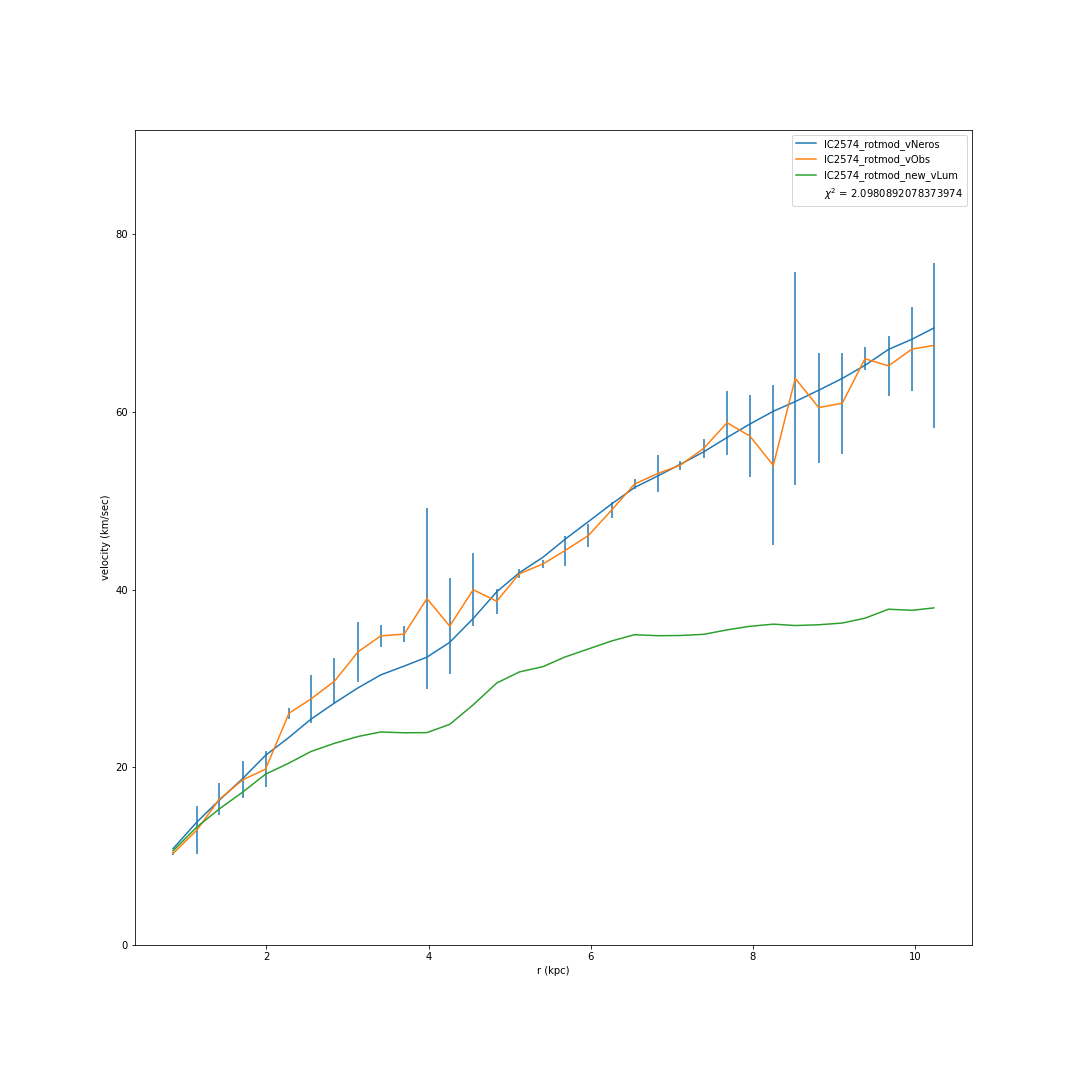 IC2574_rotmod_vNeros
IC2574_rotmod_vObs
IC2574_rotmod_new_vLum
χ² = 2.0980892078373974
80
60
40
20
0
velocity (km/sec)
2 4 6 8 10
r (kpc)